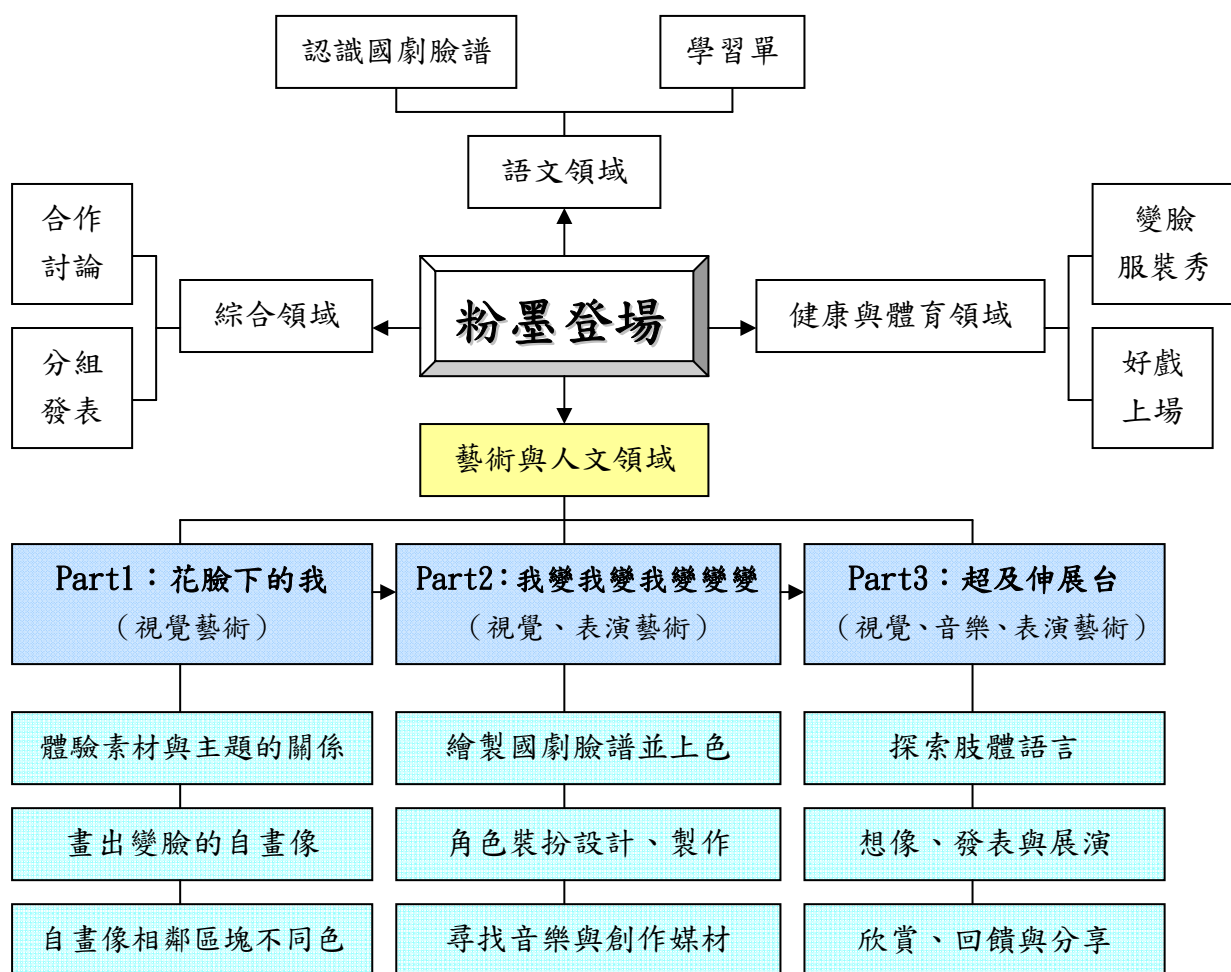 認識國劇臉譜
學習單
語文領域
合作
討論
分組
發表
綜合領域
粉墨登場
健康與體育領域
變臉
服裝秀
好戲
上場
藝術與人文領域
Part1：花臉下的我
（視覺藝術）
Part2：我變我變我變變變
（視覺、表演藝術）
Part3：超及伸展台
（視覺、音樂、表演藝術）
體驗素材與主題的關係
繪製國劇臉譜並上色
探索肢體語言
畫出變臉的自畫像
角色裝扮設計、製作
想像、發表與展演
自畫像相鄰區塊不同色
尋找音樂與創作媒材
欣賞、回饋與分享